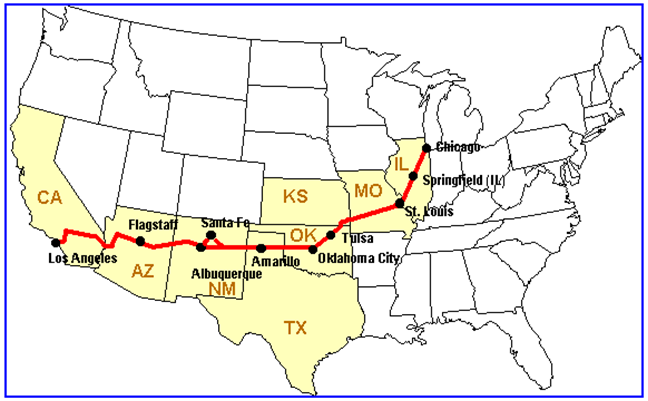 Chicago
IL
Springfield (IL)
CA
KS
MO
St. Louis
Santa Fe
Flagstaff
OK
Tulsa
Los Angeles
Amarillo
Oklahoma City
AZ
Albuquerque
NM
TX